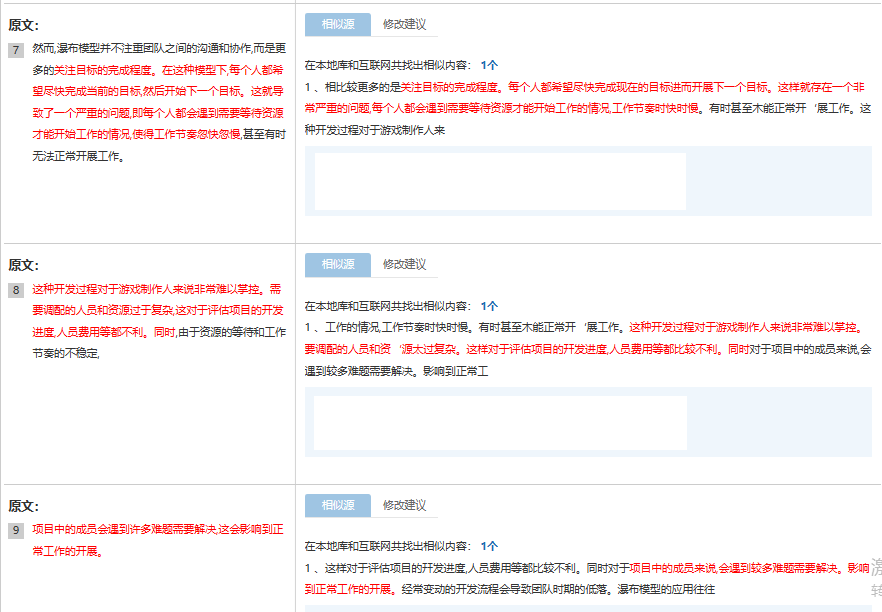 原文:
7
然而,瀑布模型并不注重团队之间的沟通和协作,而是更
多的关注目标的完成程度。在这种模型下,每个人都希
望尽快完成当前的目标,然后开始下一个目标。这就导
致了一个严重的问题,即每个人都会遇到需要等待资源
才能开始工作的情况,使得工作节奏忽快忽慢,甚至有时
无法正常开展工作。
相似源 修改建议
在本地库和互联网共找出相似内容: 1个
1 、相比较更多的是关注目标的完成程度。每个人都希望尽快完成现在的目标进而开展下一个目标。这样就存在一个非
常严重的问题,每个人都会遇到需要等待资源才能开始工作的情况,工作节奏时快时慢。有时甚至木能正常开‘展工作。这
种开发过程对于游戏制作人来
原文:
8
这种开发过程对于游戏制作人来说非常难以掌控。需
要调配的人员和资源过于复杂,这对于评估项目的开发
进度,人员费用等都不利。同时,由于资源的等待和工作
节奏的不稳定,
相似源 修改建议
在本地库和互联网共找出相似内容: 1个
1 、工作的情况,工作节奏时快时慢。有时甚至木能正常开‘展工作。这种开发过程对于游戏制作人来说非常难以掌控。
要调配的人员和资‘源太过复杂。这样对于评估项目的开发进度,人员费用等都比较不利。同时对于项目中的成员来说,会
遇到较多难题需要解决。影响到正常工
原文:
9
项目中的成员会遇到许多难题需要解决,这会影响到正
常工作的开展。
相似源 修改建议
在本地库和互联网共找出相似内容: 1个
1 、这样对于评估项目的开发进度,人员费用等都比较不利。同时对于项目中的成员来说,会遇到较多难题需要解决。影响
到正常工作的开展。经常变动的开发流程会导致团队时期的低落。瀑布模型的应用往往